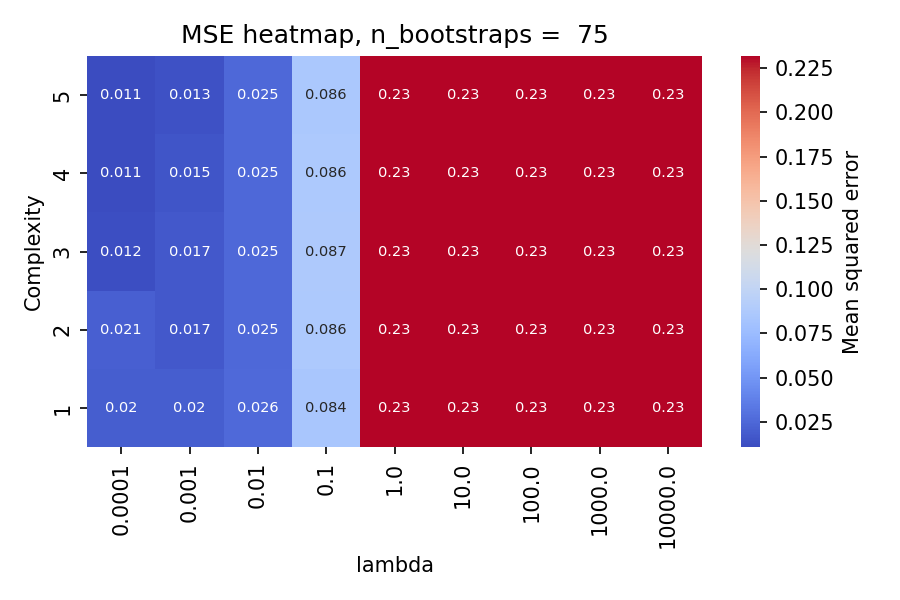 MSE heatmap, n_bootstraps =  75
Complexity
5
0.011 0.013 0.025 0.086 0.23 0.23 0.23 0.23 0.23
4
0.011 0.015 0.025 0.086 0.23 0.23 0.23 0.23 0.23
3
0.012 0.017 0.025 0.087 0.23 0.23 0.23 0.23 0.23
2
0.021 0.017 0.025 0.086 0.23 0.23 0.23 0.23 0.23
1
0.02 0.02 0.026 0.084 0.23 0.23 0.23 0.23 0.23
0.0001 0.001 0.01 0.1 1.0 10.0 100.0 1000.0 10000.0
lambda
0.225
0.200
0.175
0.150
0.125
0.100
0.075
0.050
0.025
Mean squared error